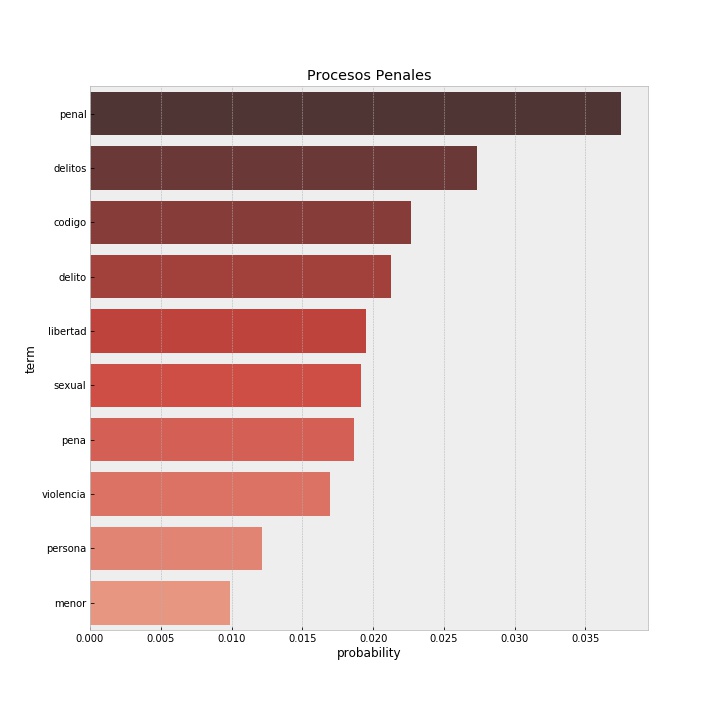 Procesos Penales
penal
delitos
codigo
delito
libertad
sexual
pena
violencia
persona
menor
term
0.000 0.005 0.010 0.015 0.020 0.025 0.030 0.035
probability